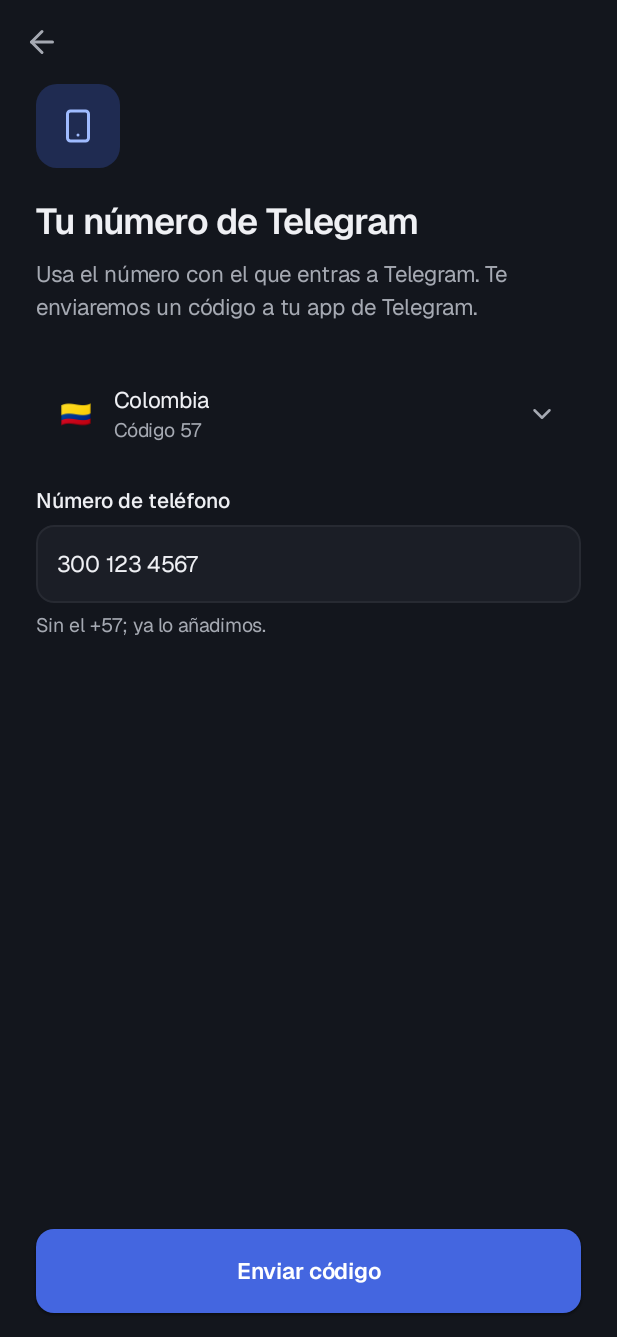 Tu número de Telegram
Usa el número con el que entras a Telegram. Te
enviaremos un código a tu app de Telegram.
Colombia
Código 57
Número de teléfono
300 123 4567
Sin el +57; ya lo añadimos.
Enviar código